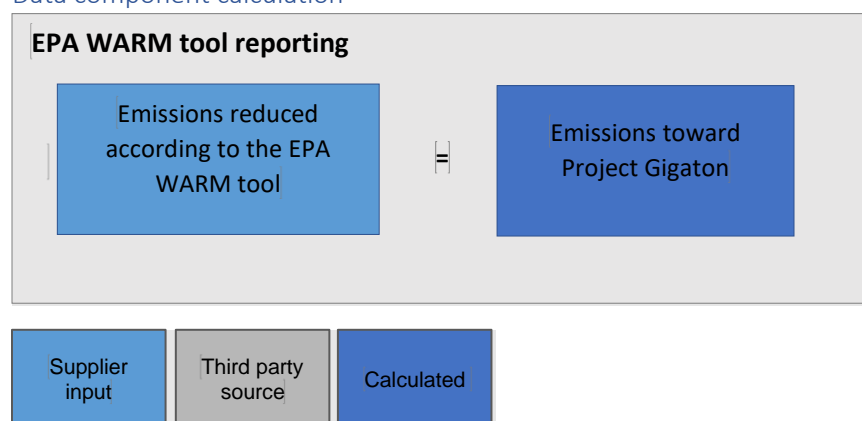 Data component calculation
EPA WARM tool reporting
Emissions reduced
according to the EPA
WARM tool
=
Emissions toward
Project Gigaton
Supplier
input
Third party
source
Calculated